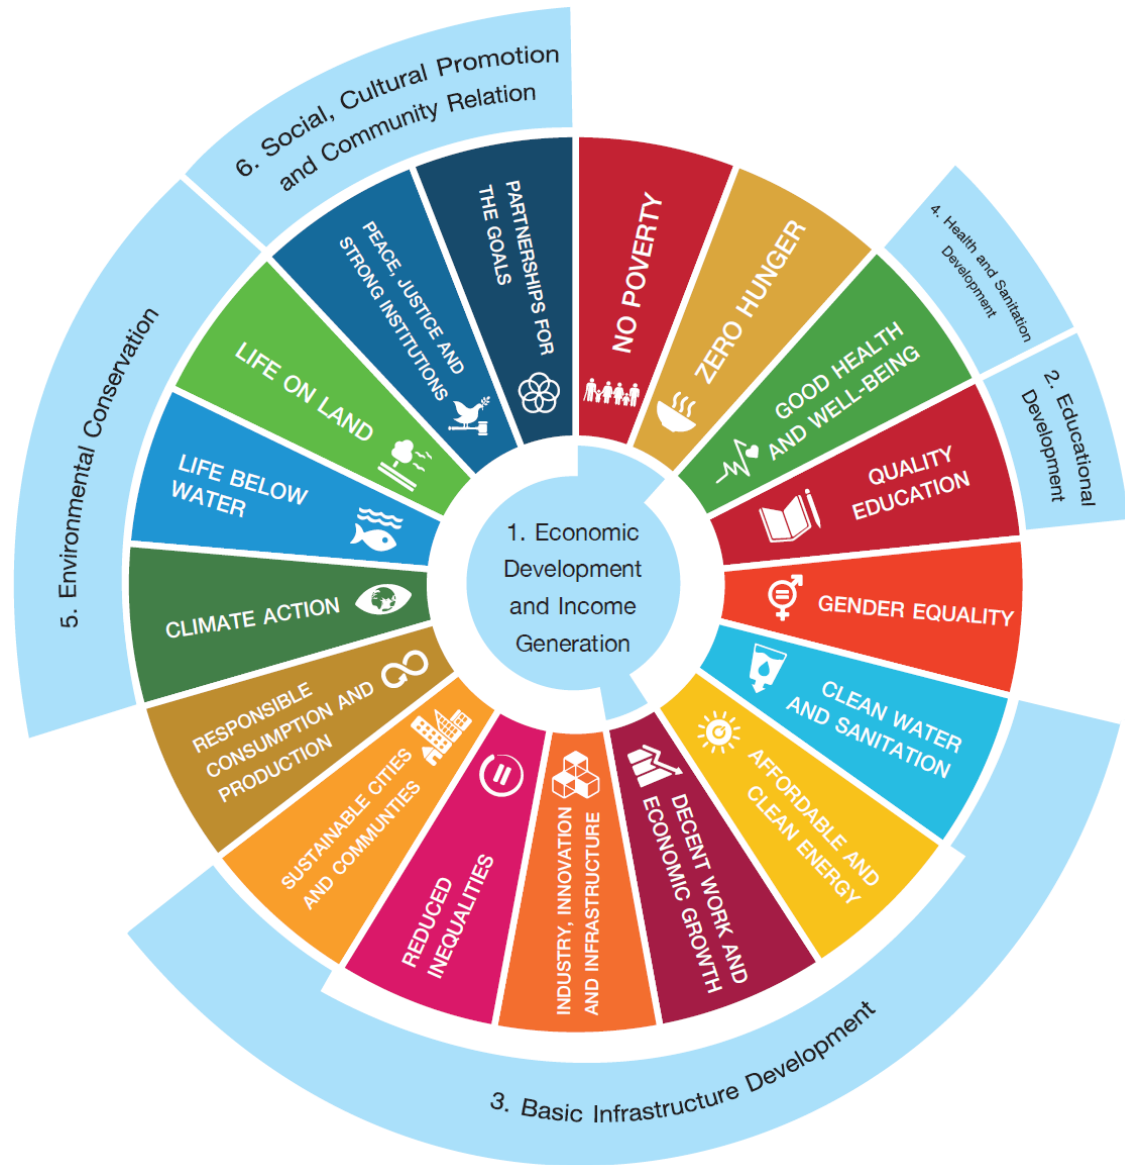 6. Social, Cultural Promotion
and Community Relation
4. Health and Sanitation
Development
2. Educational
Development
3. Basic Infrastructure Development
5. Environmental Conservation
1. Economic
Development
and Income
Generation
NO POVERTY
ZERO HUNGER
GOOD HEALTH
AND WELL-BEING
QUALITY
EDUCATION
GENDER EQUALITY
CLEAN WATER
AND SANITATION
AFFORDABLE AND
CLEAN ENERGY
DECENT WORK AND
ECONOMIC GROWTH
INDUSTRY, INNOVATION
AND INFRASTRUCTURE
REDUCED
INEQUALITIES
SUSTAINABLE CITIES
AND COMMUNTIES
RESPONSIBLE
CONSUMPTION AND
PRODUCTION
CLIMATE ACTION
LIFE BELOW
WATER
LIFE ON LAND
PEACE, JUSTICE AND
STRONG INSTITUTIONS
PARTNERSHIPS FOR
THE GOALS